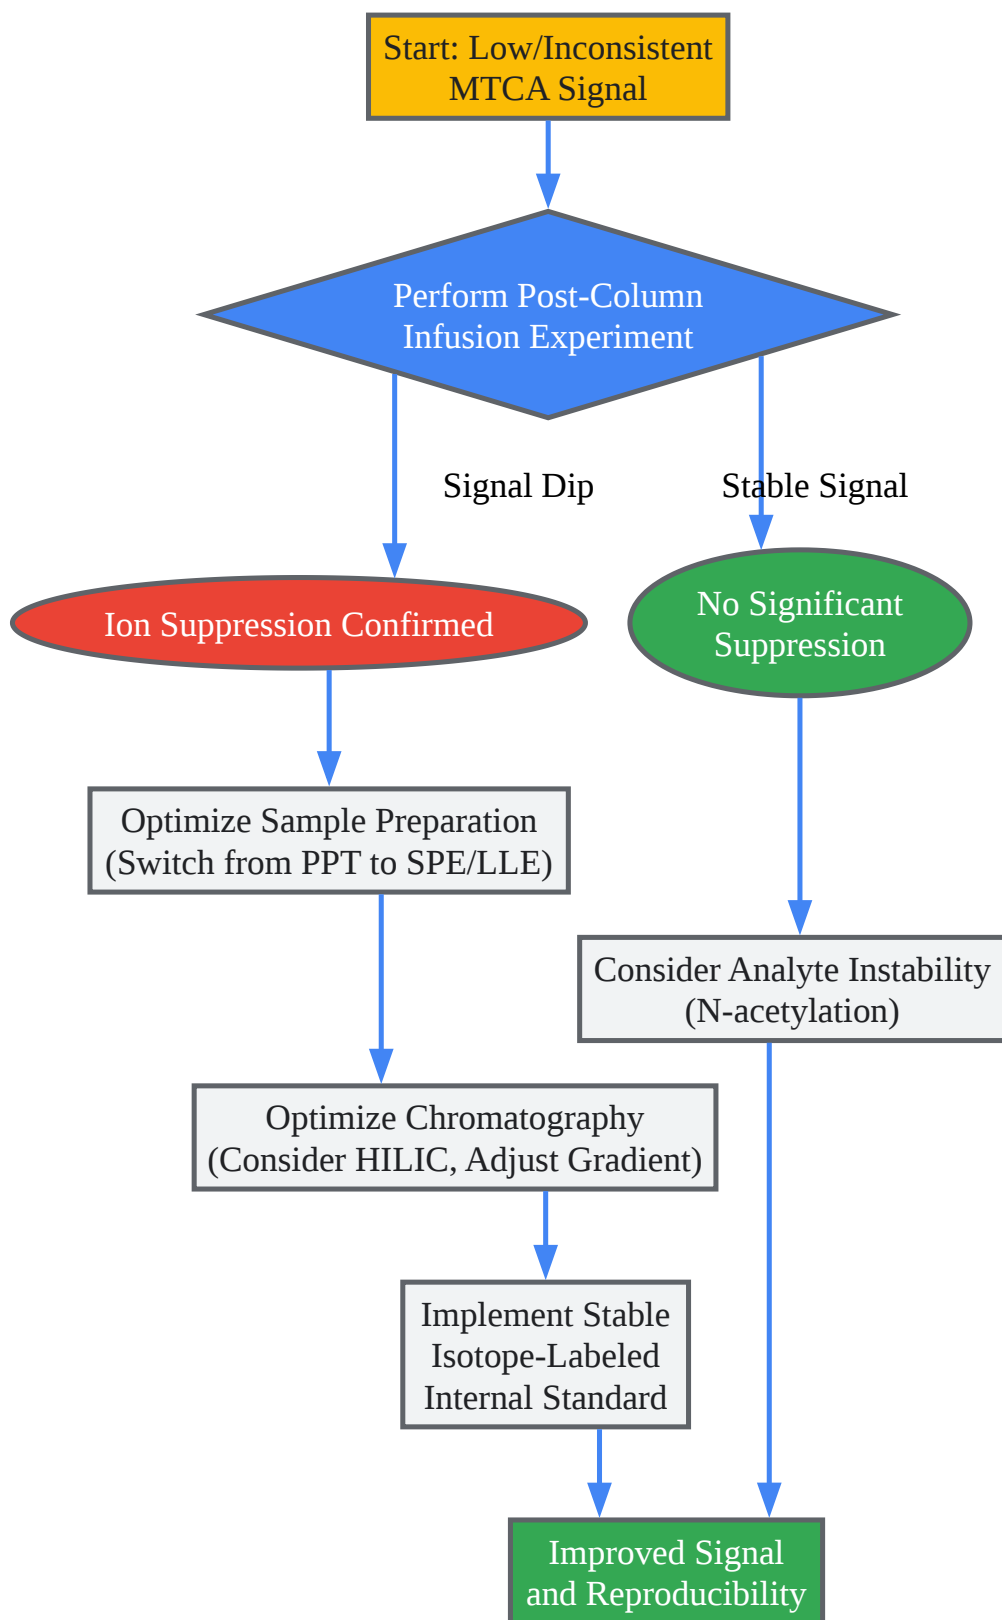 Start: Low/Inconsistent
MTCA Signal
Perform Post-Column
Infusion Experiment
Signal Dip
Stable Signal
Ion Suppression Confirmed
No Significant
Suppression
Optimize Sample Preparation
(Switch from PPT to SPE/LLE)
Consider Analyte Instability
(N-acetylation)
Optimize Chromatography
(Consider HILIC, Adjust Gradient)
Implement Stable
Isotope-Labeled
Internal Standard
Improved Signal
and Reproducibility